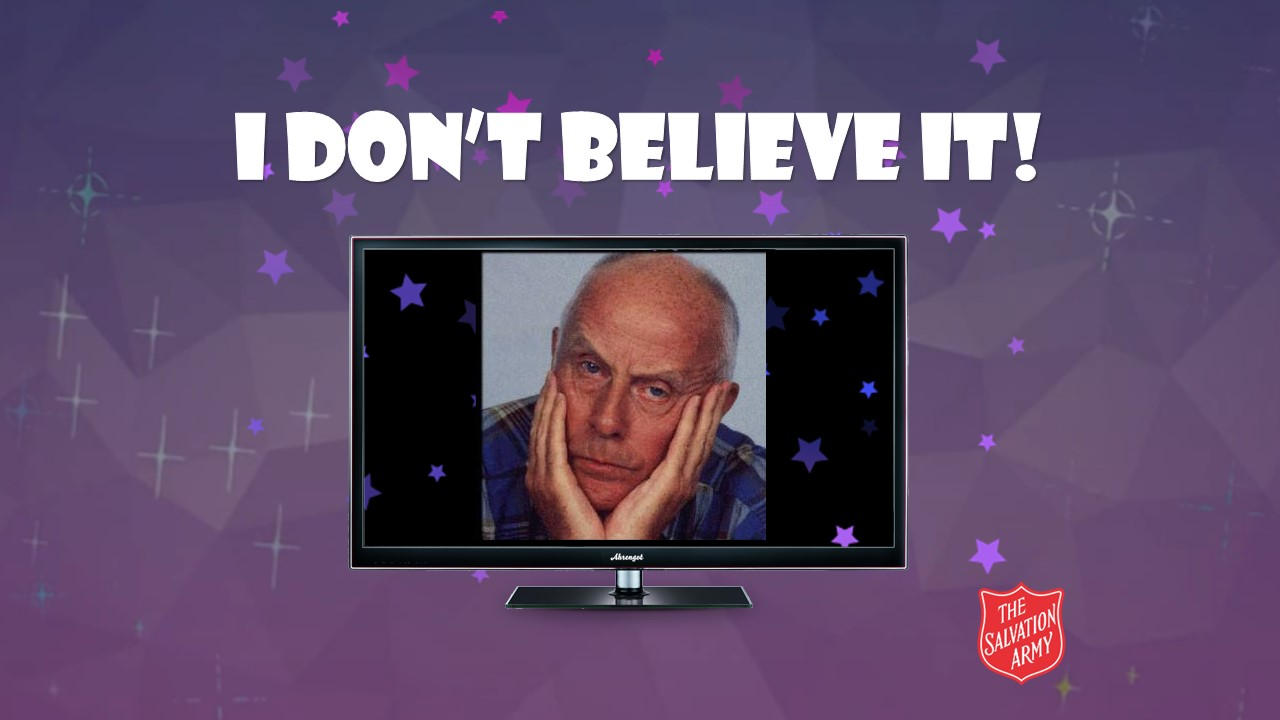 I DON'T BELIEVE IT!
THE
SALVATION
ARMY